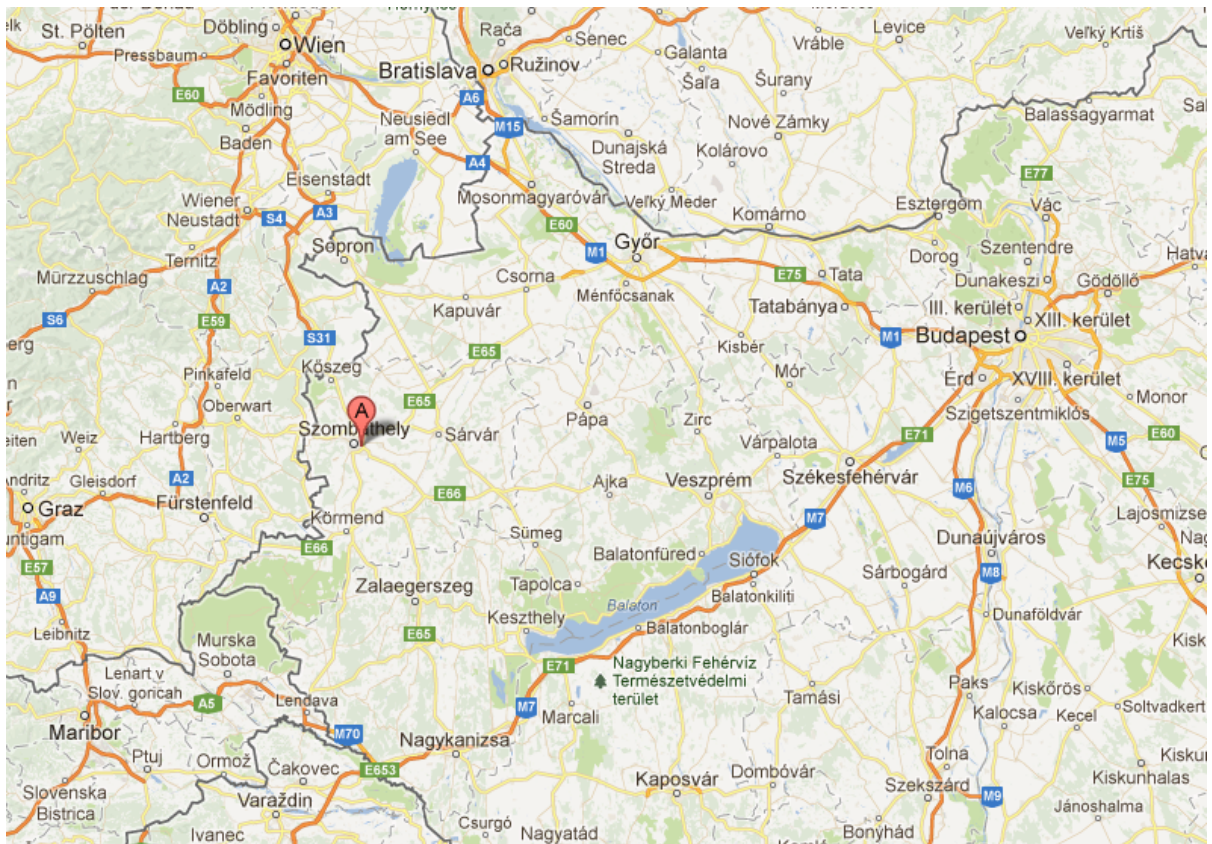 Döbling
St. Pölten
Wien
Pressbaum
Favoriten
E60
Mödling
Baden
Rača
Senec
Bratislava
Ružinov
A6
Galanta
Vráble
Levice
Veľký Krtíš
Šaľa
Šurany
Neusiedl
am See
M15
Šamorín
Nové Zámky
Balassagyarmat
Dunajská
Streda
Kolárovo
A4
Eisenstadt
Mosonmagyaróvár
Veľký Meder
E77
Wiener
Neustadt
S4
A3
Komárno
Esztergom
Vác
E60
Sopron
Győr
M1
Dorog
Szentendre
Ternitz
Mürzzuschlag
Csorna
E75
Tata
Dunakeszi
Gödöllő
A2
Kapuvár
Ménfőcsanak
Tatabánya
III. kerület
XIII. kerület
S6
E59
S31
Kisbér
M1
Budapest
E65
Kőszeg
Pinkafeld
Mór
Érd
XVIII. kerület
E65
Oberwart
A
Pápa
Zirc
Szigetszentmiklós
Monor
Weiz
Hartberg
Szombathely
Sárvár
Várpalota
E71
M5
E60
A2
Gleisdorf
Székesfehérvár
E75
Graz
Fürstenfeld
E66
Ajka
Veszprém
M6
Körmend
M7
E66
Sümeg
Balatonfüred
Siófok
Dunaújváros
E57
A9
Zalaegerszeg
Tapolca
Balatonkiliti
Sárbogárd
M8
Balaton
Leibnitz
Keszthely
Balatonboglár
Dunaföldvár
E65
Murska
Sobota
E71
Nagyberki Fehérvíz
Természetvédelmi
terület
Lenart v
Slov. goricah
A5
Lendava
M7
Marcali
Tamási
Paks
Kiskőrös
Kalocsa
Kecel
Soltvadkert
Maribor
M70
Nagykanizsa
Ptuj
Ormož
E653
Čakovec
Kaposvár
Dombóvár
Tolna
Szekszárd
Kiskunhalas
Slovenska
Bistrica
Varaždin
M9
Jánoshalma
Ivanec
Csurgó
Nagyatád
Bonyhád